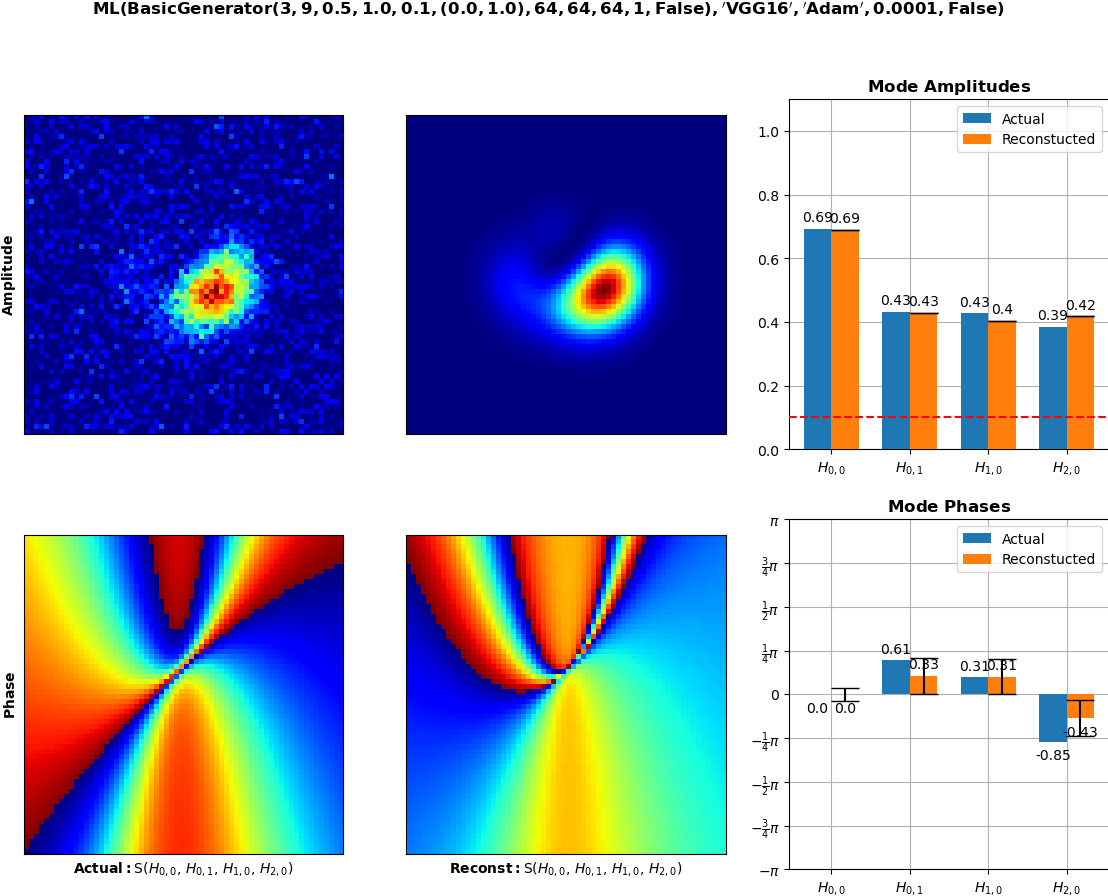 ML(BasicGenerator(3, 9, 0.5, 1.0, 0.1, (0.0, 1.0), 64, 64, 64, 1, False), ′VGG16′, ′Adam′, 0.0001, False)
Amplitude
Mode Amplitudes
Actual
Reconstucted
1.0
0.8
0.6
0.4
0.2
0.0
0.69 0.69
0.43 0.43
0.43 0.4
0.39 0.42
H0, 0 H0, 1 H1, 0 H2, 0
Phase
Actual: S(H0, 0, H0, 1, H1, 0, H2, 0)
Reconst: S(H0, 0, H0, 1, H1, 0, H2, 0)
Mode Phases
Actual
Reconstucted
π
3/4π
1/2π
1/4π
0
−1/4π
−1/2π
−3/4π
−π
0.0 0.0
0.61 0.33
0.31 0.31
-0.85 -0.43
H0, 0 H0, 1 H1, 0 H2, 0